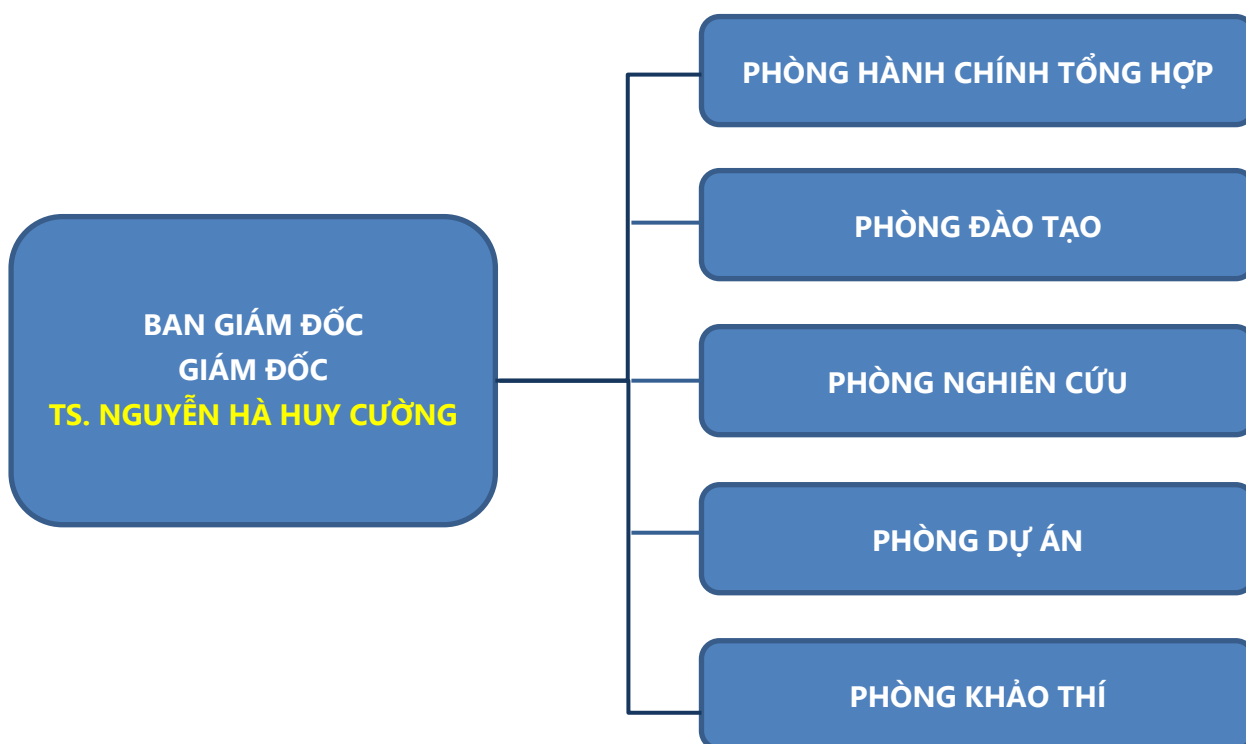 BAN GIÁM ĐỐC
GIÁM ĐỐC
TS. NGUYỄN HÀ HUY CƯỜNG
PHÒNG HÀNH CHÍNH TỔNG HỢP
PHÒNG ĐÀO TẠO
PHÒNG NGHIÊN CỨU
PHÒNG DỰ ÁN
PHÒNG KHẢO THÍ